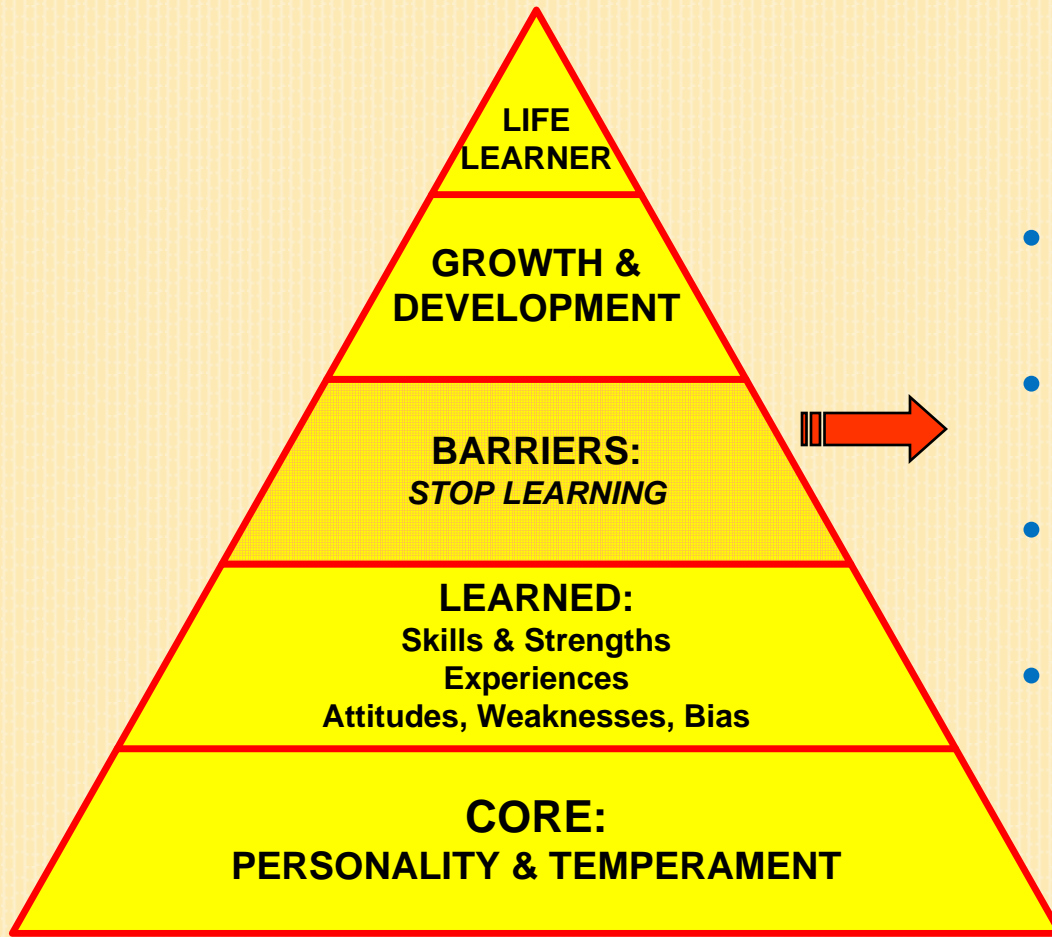 LIFE
LEARNER
GROWTH &
DEVELOPMENT
BARRIERS:
STOP LEARNING
LEARNED:
Skills & Strengths
Experiences
Attitudes, Weaknesses, Bias
CORE:
PERSONALITY & TEMPERAMENT